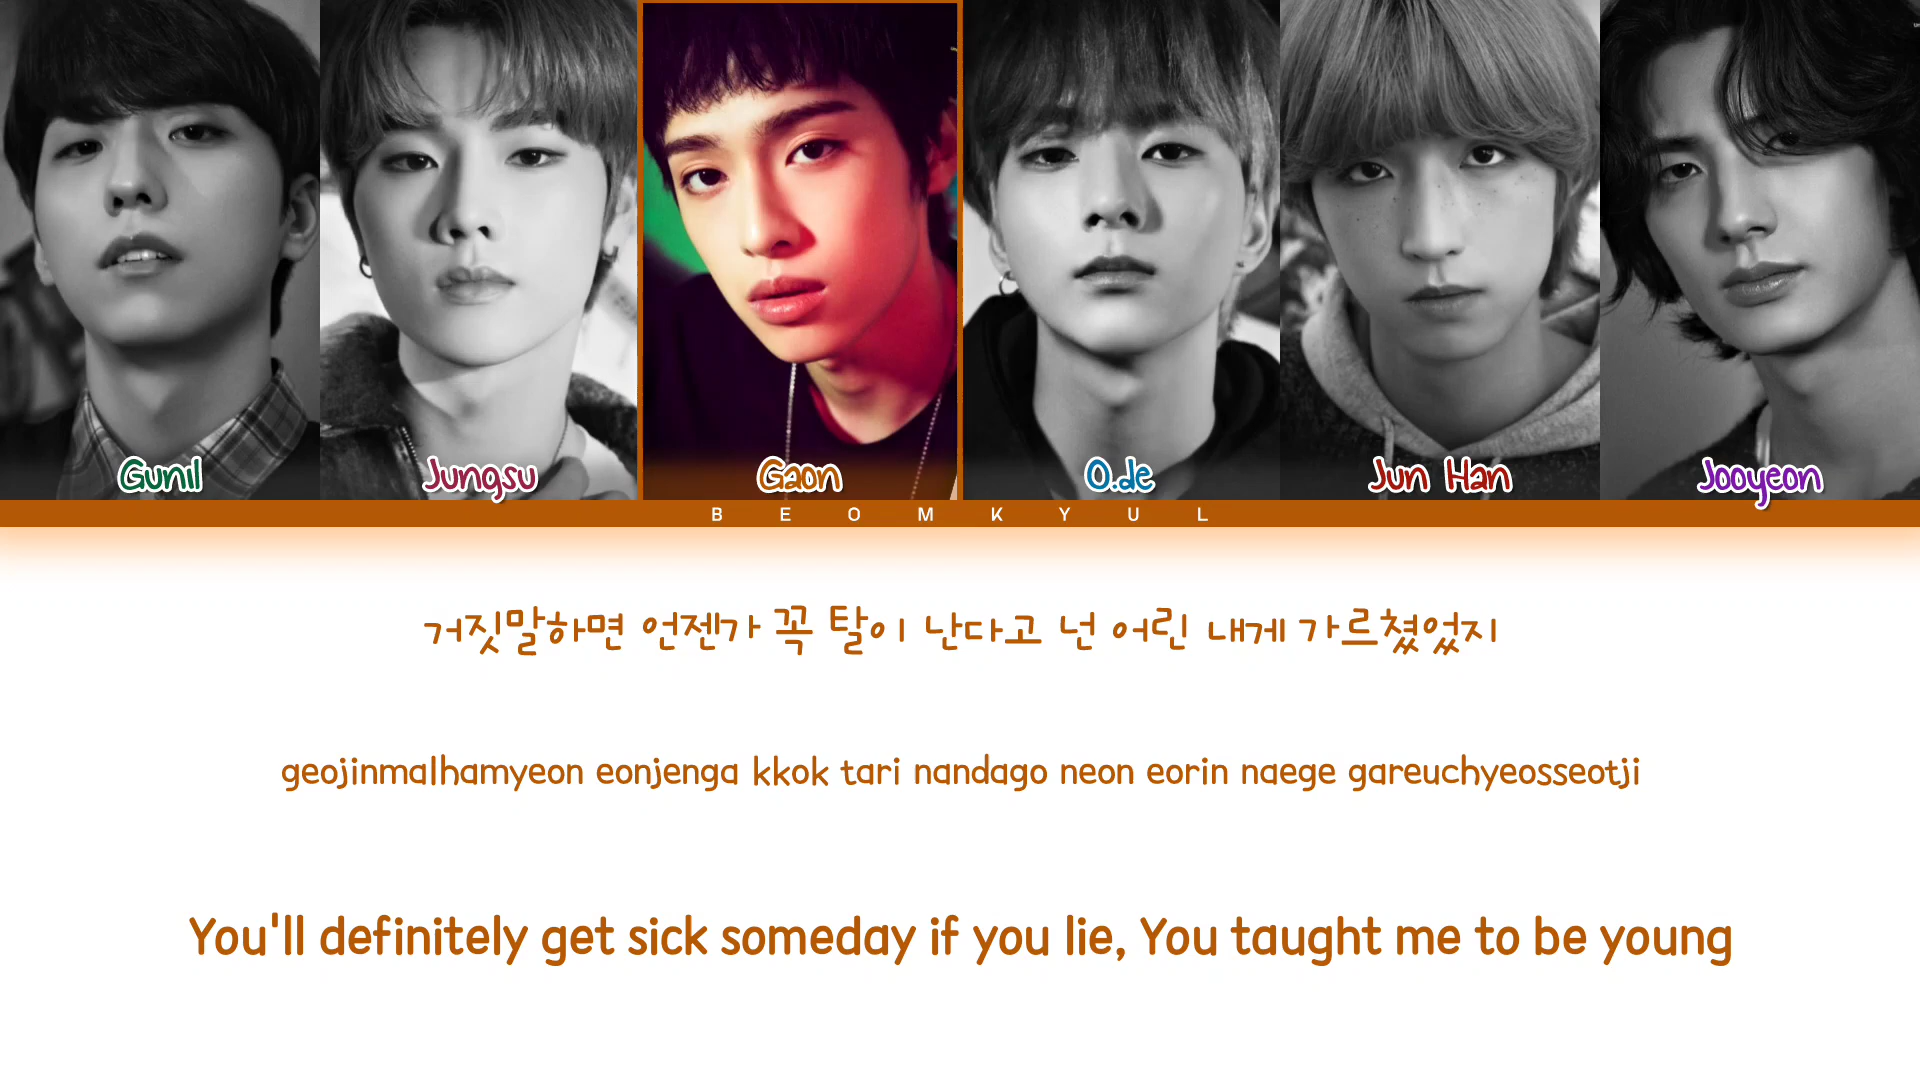 Gunil Jungsu Gaon O.de Jun Han Jooyeon
BEOMKYUL
거짓말하면 언젠가 꼭 탈이 난다고 넌 어린 내게 가르쳤었지
geojinmalhamyeon eonjenga kkok tari nandago neon eorin naege gareuchyeosseotji
You'll definitely get sick someday if you lie, You taught me to be young